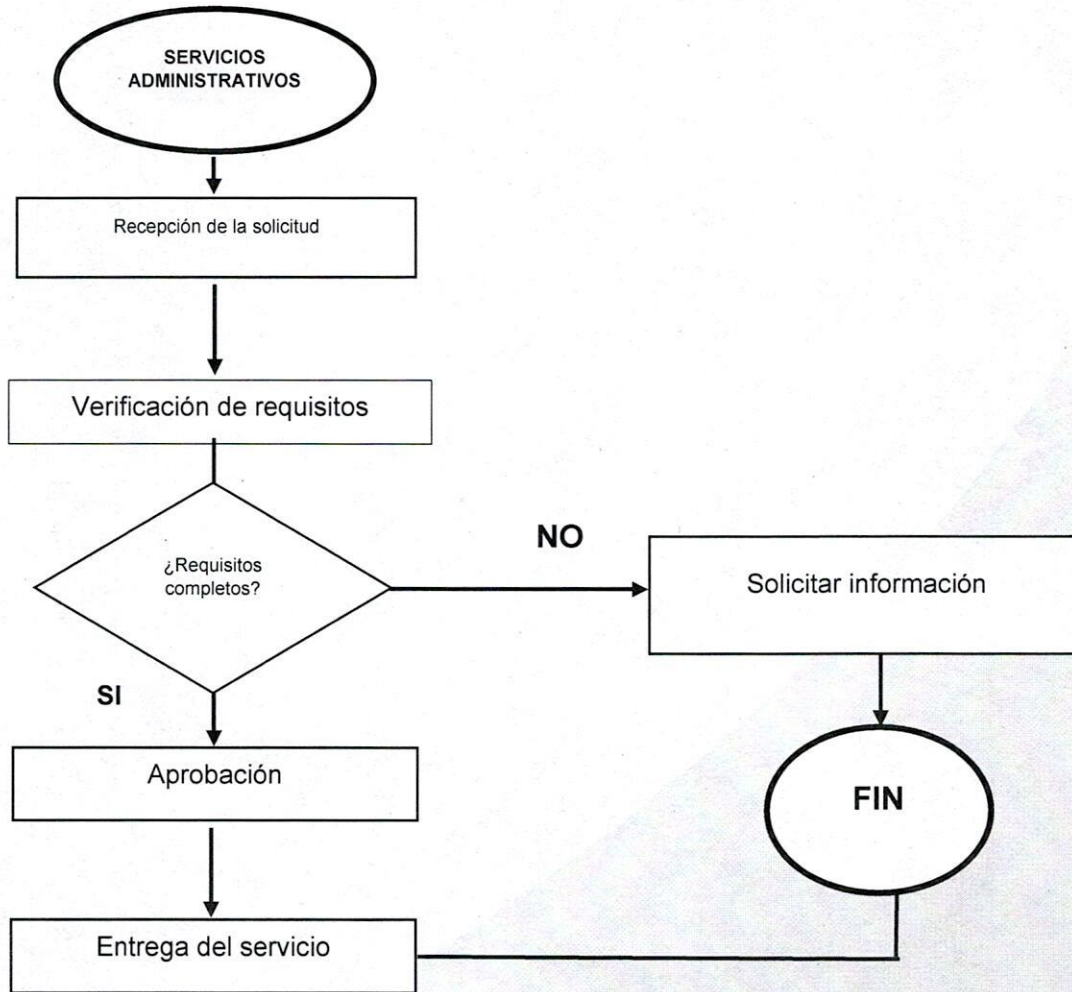 SERVICIOS
ADMINISTRATIVOS
Recepción de la solicitud
Verificación de requisitos
¿Requisitos
completos?
NO
Solicitar información
SI
Aprobación
FIN
Entrega del servicio